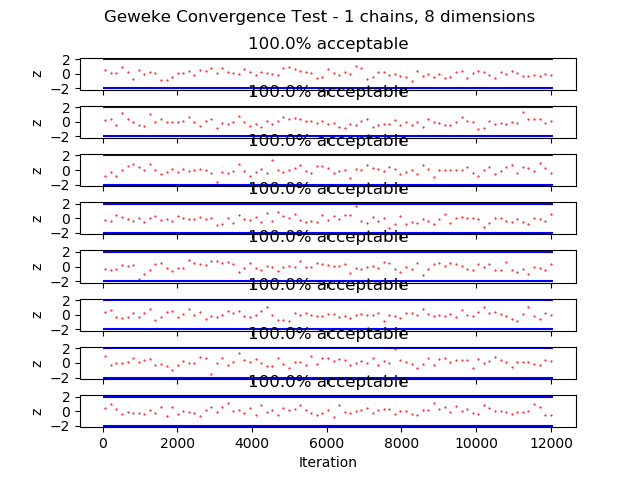 Geweke Convergence Test - 1 chains, 8 dimensions
100.0% acceptable
2
z 0
−2
100.0% acceptable
2
z 0
−2
100.0% acceptable
2
z 0
−2
100.0% acceptable
2
z 0
−2
100.0% acceptable
2
z 0
−2
100.0% acceptable
2
z 0
−2
100.0% acceptable
2
z 0
−2
100.0% acceptable
2
z 0
−2
0 2000 4000 6000 8000 10000 12000
Iteration